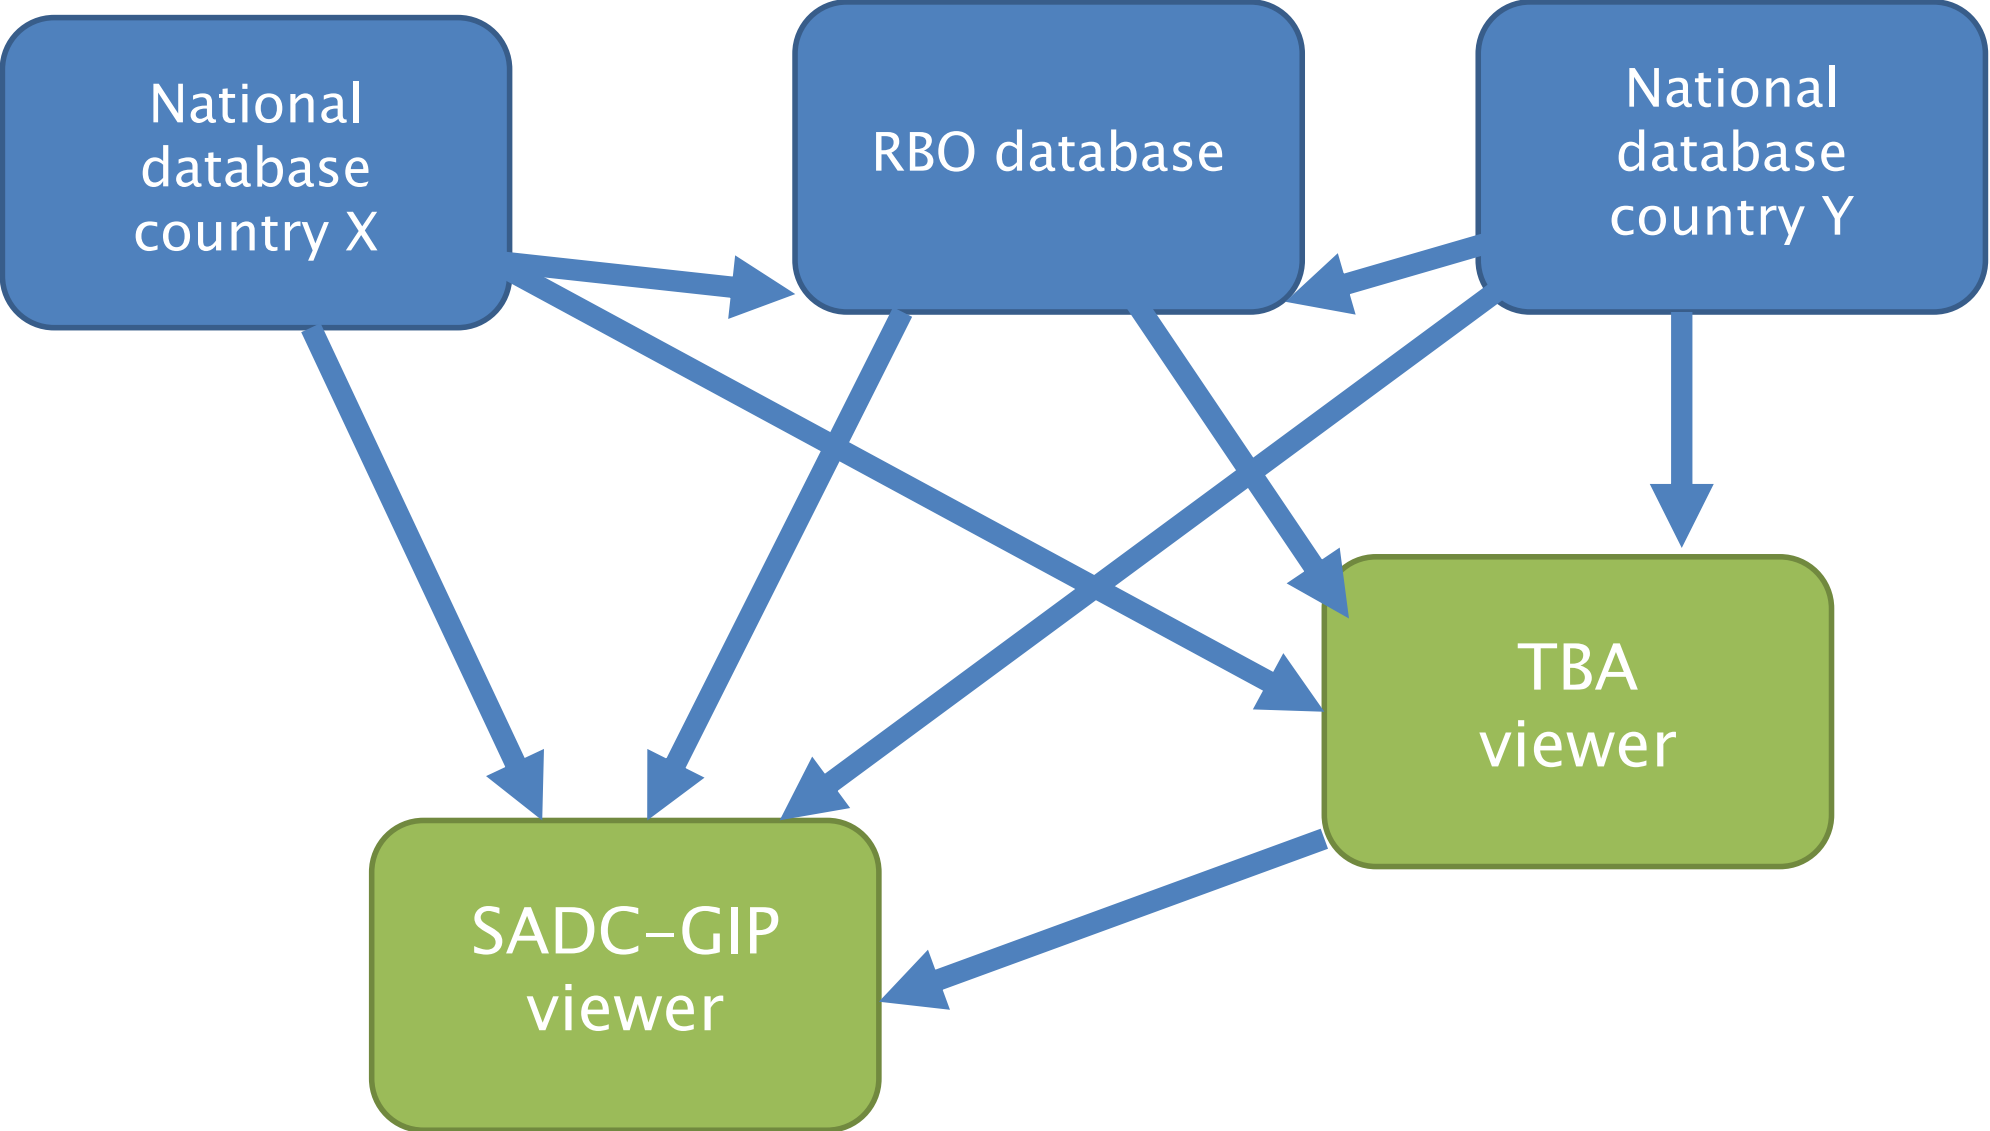 National
database
country X
RBO database
National
database
country Y
TBA
viewer
SADC-GIP
viewer